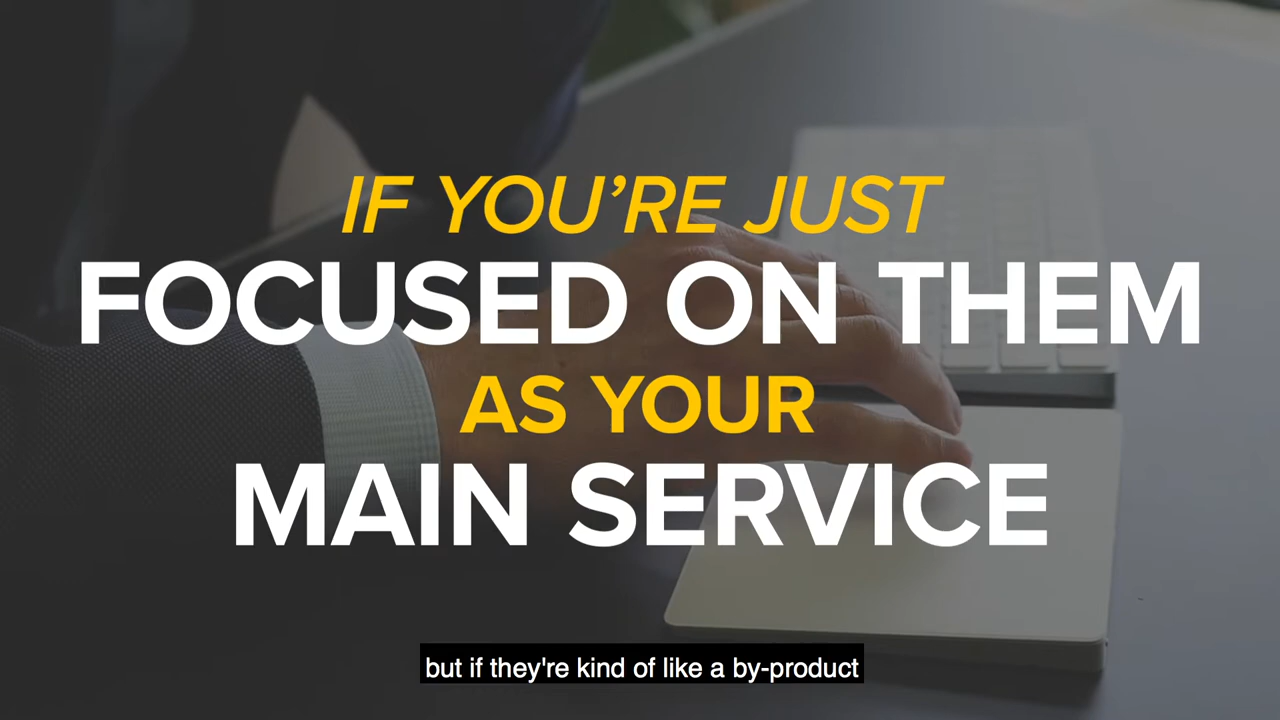 IF YOU'RE JUST
FOCUSED ON THEM
AS YOUR
MAIN SERVICE
but if they're kind of like a by-product